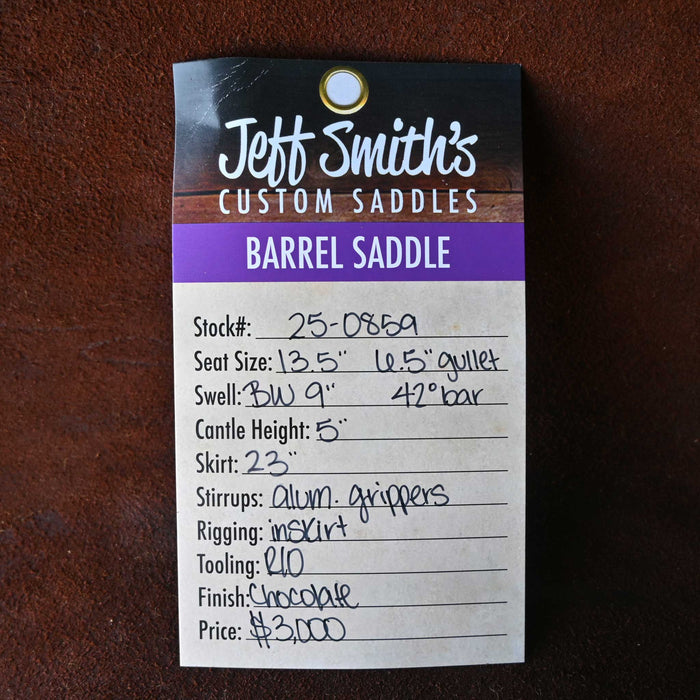 Jeff Smith's
CUSTOM SADDLES
BARREL SADDLE
Stock#: 25-0859
Seat Size: 13.5" 6.5" gullet
Swell: BW 9" 42° bar
Cantle Height: 5"
Skirt: 23"
Stirrups: alum. grippers
Rigging: inskirt
Tooling: R10
Finish: Chocolate
Price: $3,000